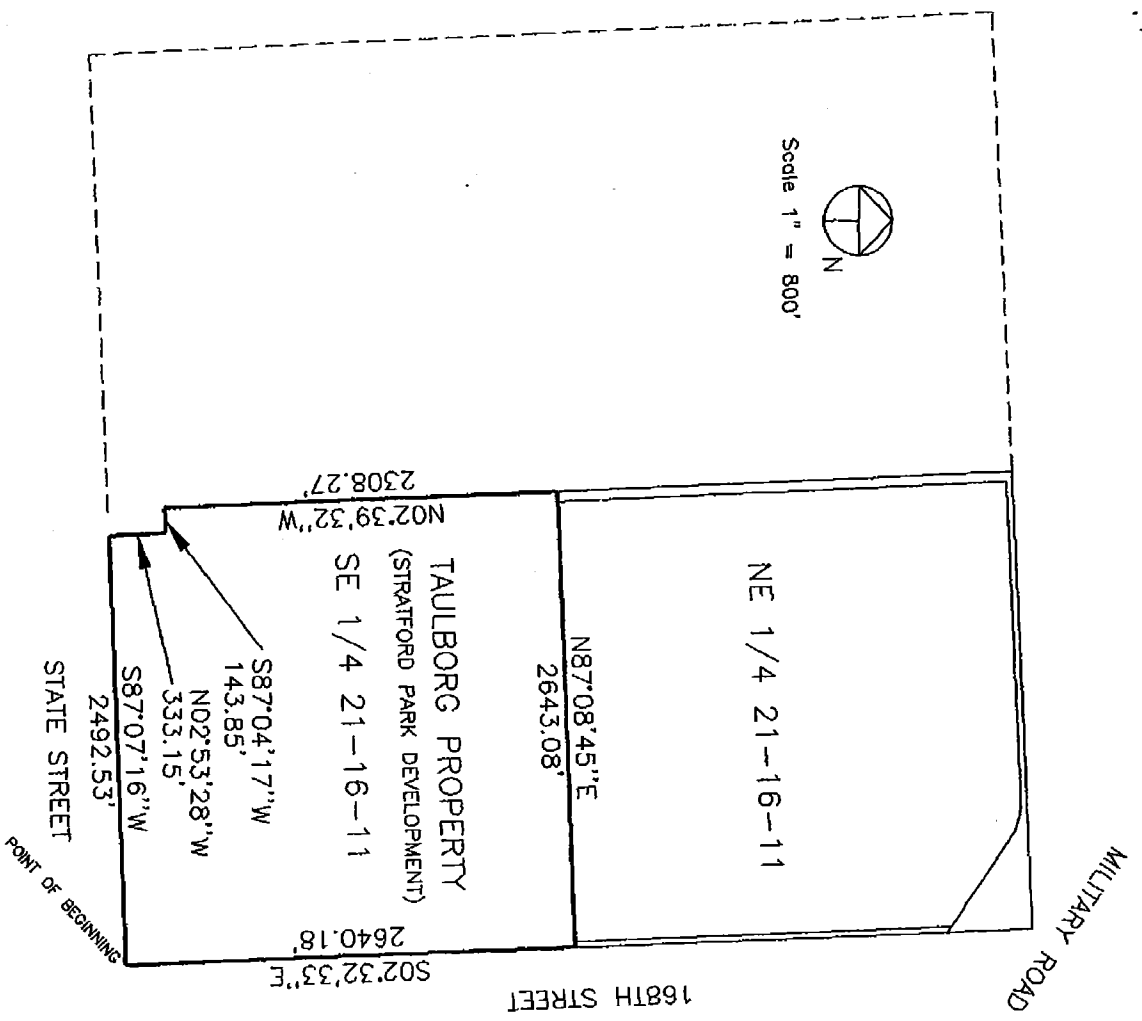 MILITARY ROAD
N
Scale 1" = 800'
NE 1/4 21-16-11
168TH STREET
N87°08'45"E
2643.08'
2308.27'
N02°39'32"W
TAULBORG PROPERTY
(STRATFORD PARK DEVELOPMENT)
SE 1/4 21-16-11
2640.18'
S02°32'33"E
S87°04'17"W
143.85'
N02°53'28"W
333.15'
S87°07'16"W
2492.53'
STATE STREET
POINT OF BEGINNING